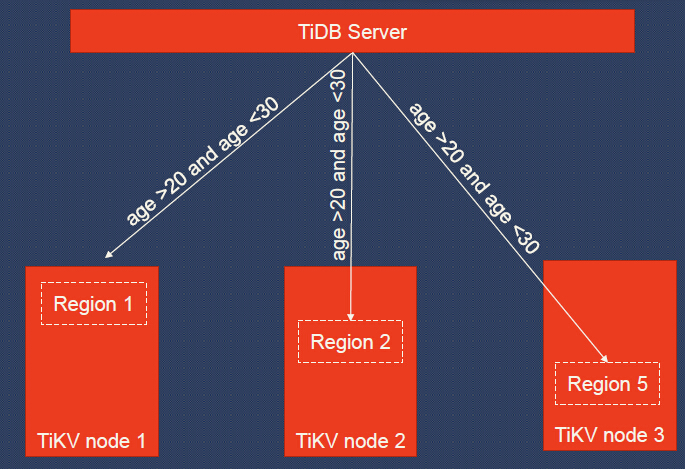 TiDB Server
age >20 and age <30
age >20 and age <30
age >20 and age <30
Region 1
Region 2
Region 5
TiKV node 1
TiKV node 2
TiKV node 3